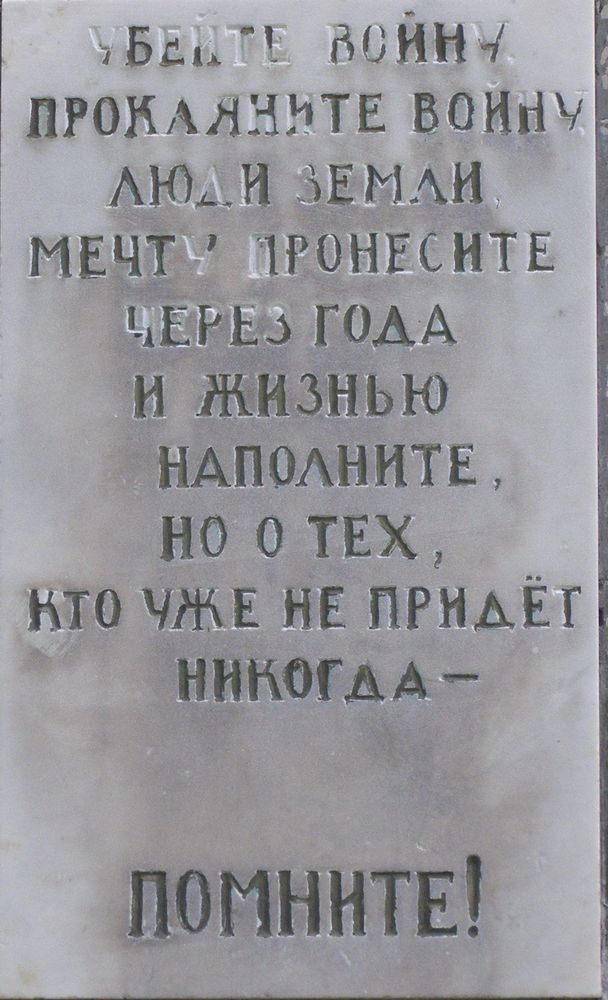 УБЕЙТЕ ВОЙНУ,
ПРОКЛЯНИТЕ ВОЙНУ,
ЛЮДИ ЗЕМЛИ,
МЕЧТУ ПРОНЕСИТЕ
ЧЕРЕЗ ГОДА
И ЖИЗНЬЮ
НАПОЛНИТЕ,
НО О ТЕХ,
КТО УЖЕ НЕ ПРИДЁТ
НИКОГДА —
ПОМНИТЕ!